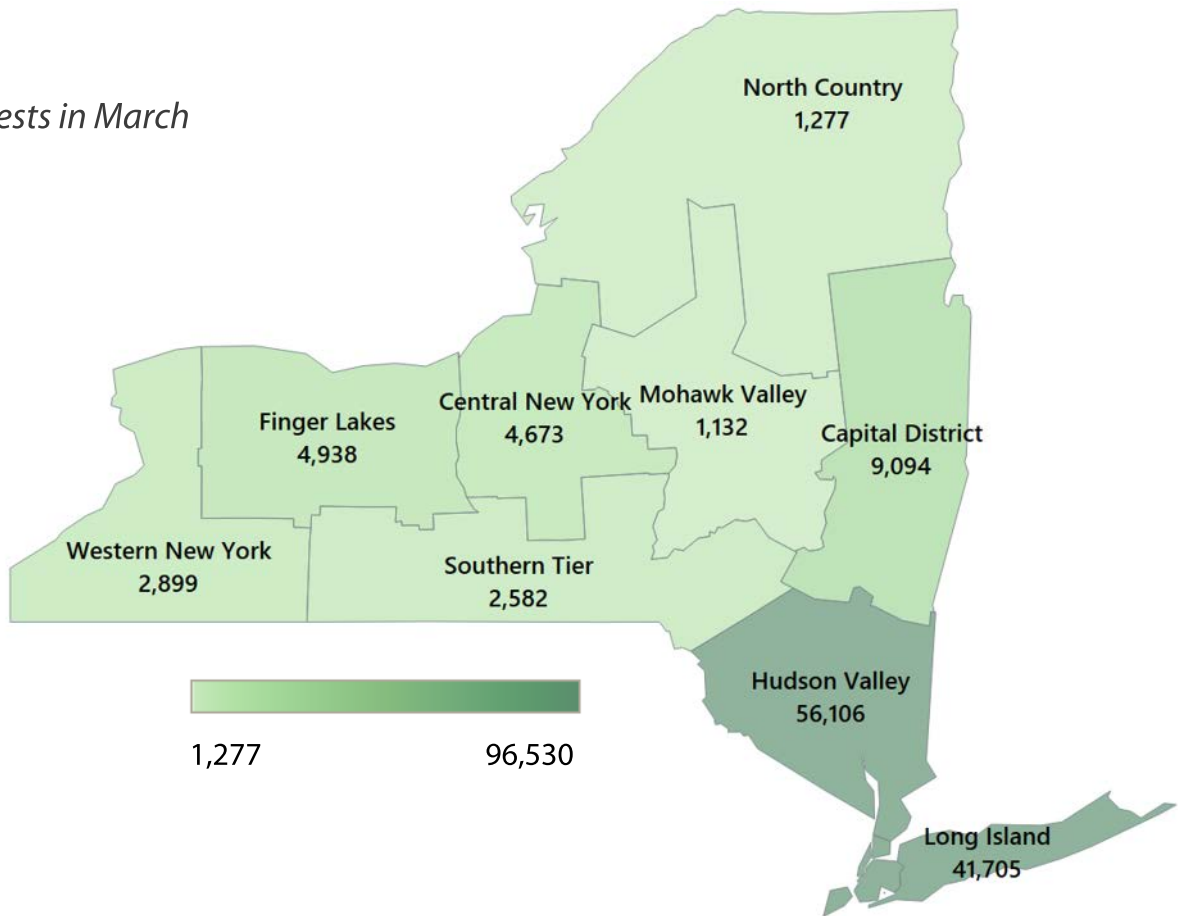 in March
North Country
1,277
Mohawk Valley
1,132
Central New York
4,673
Finger Lakes
4,938
Capital District
9,094
Western New York
2,899
Southern Tier
2,582
Hudson Valley
56,106
1,277
96,530
Long Island
41,705